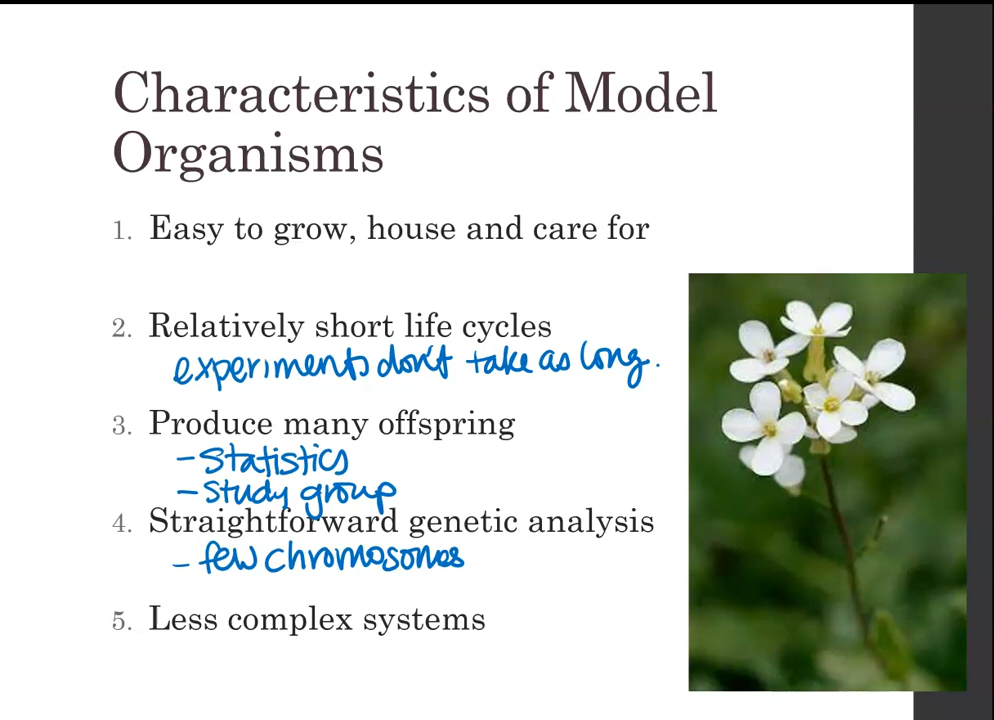 Characteristics of Model
Organisms
1. Easy to grow, house and care for
2. Relatively short life cycles
experiments don't take as long.
3. Produce many offspring
- Statistics
- Study group
4. Straightforward genetic analysis
- few chromosomes
5. Less complex systems